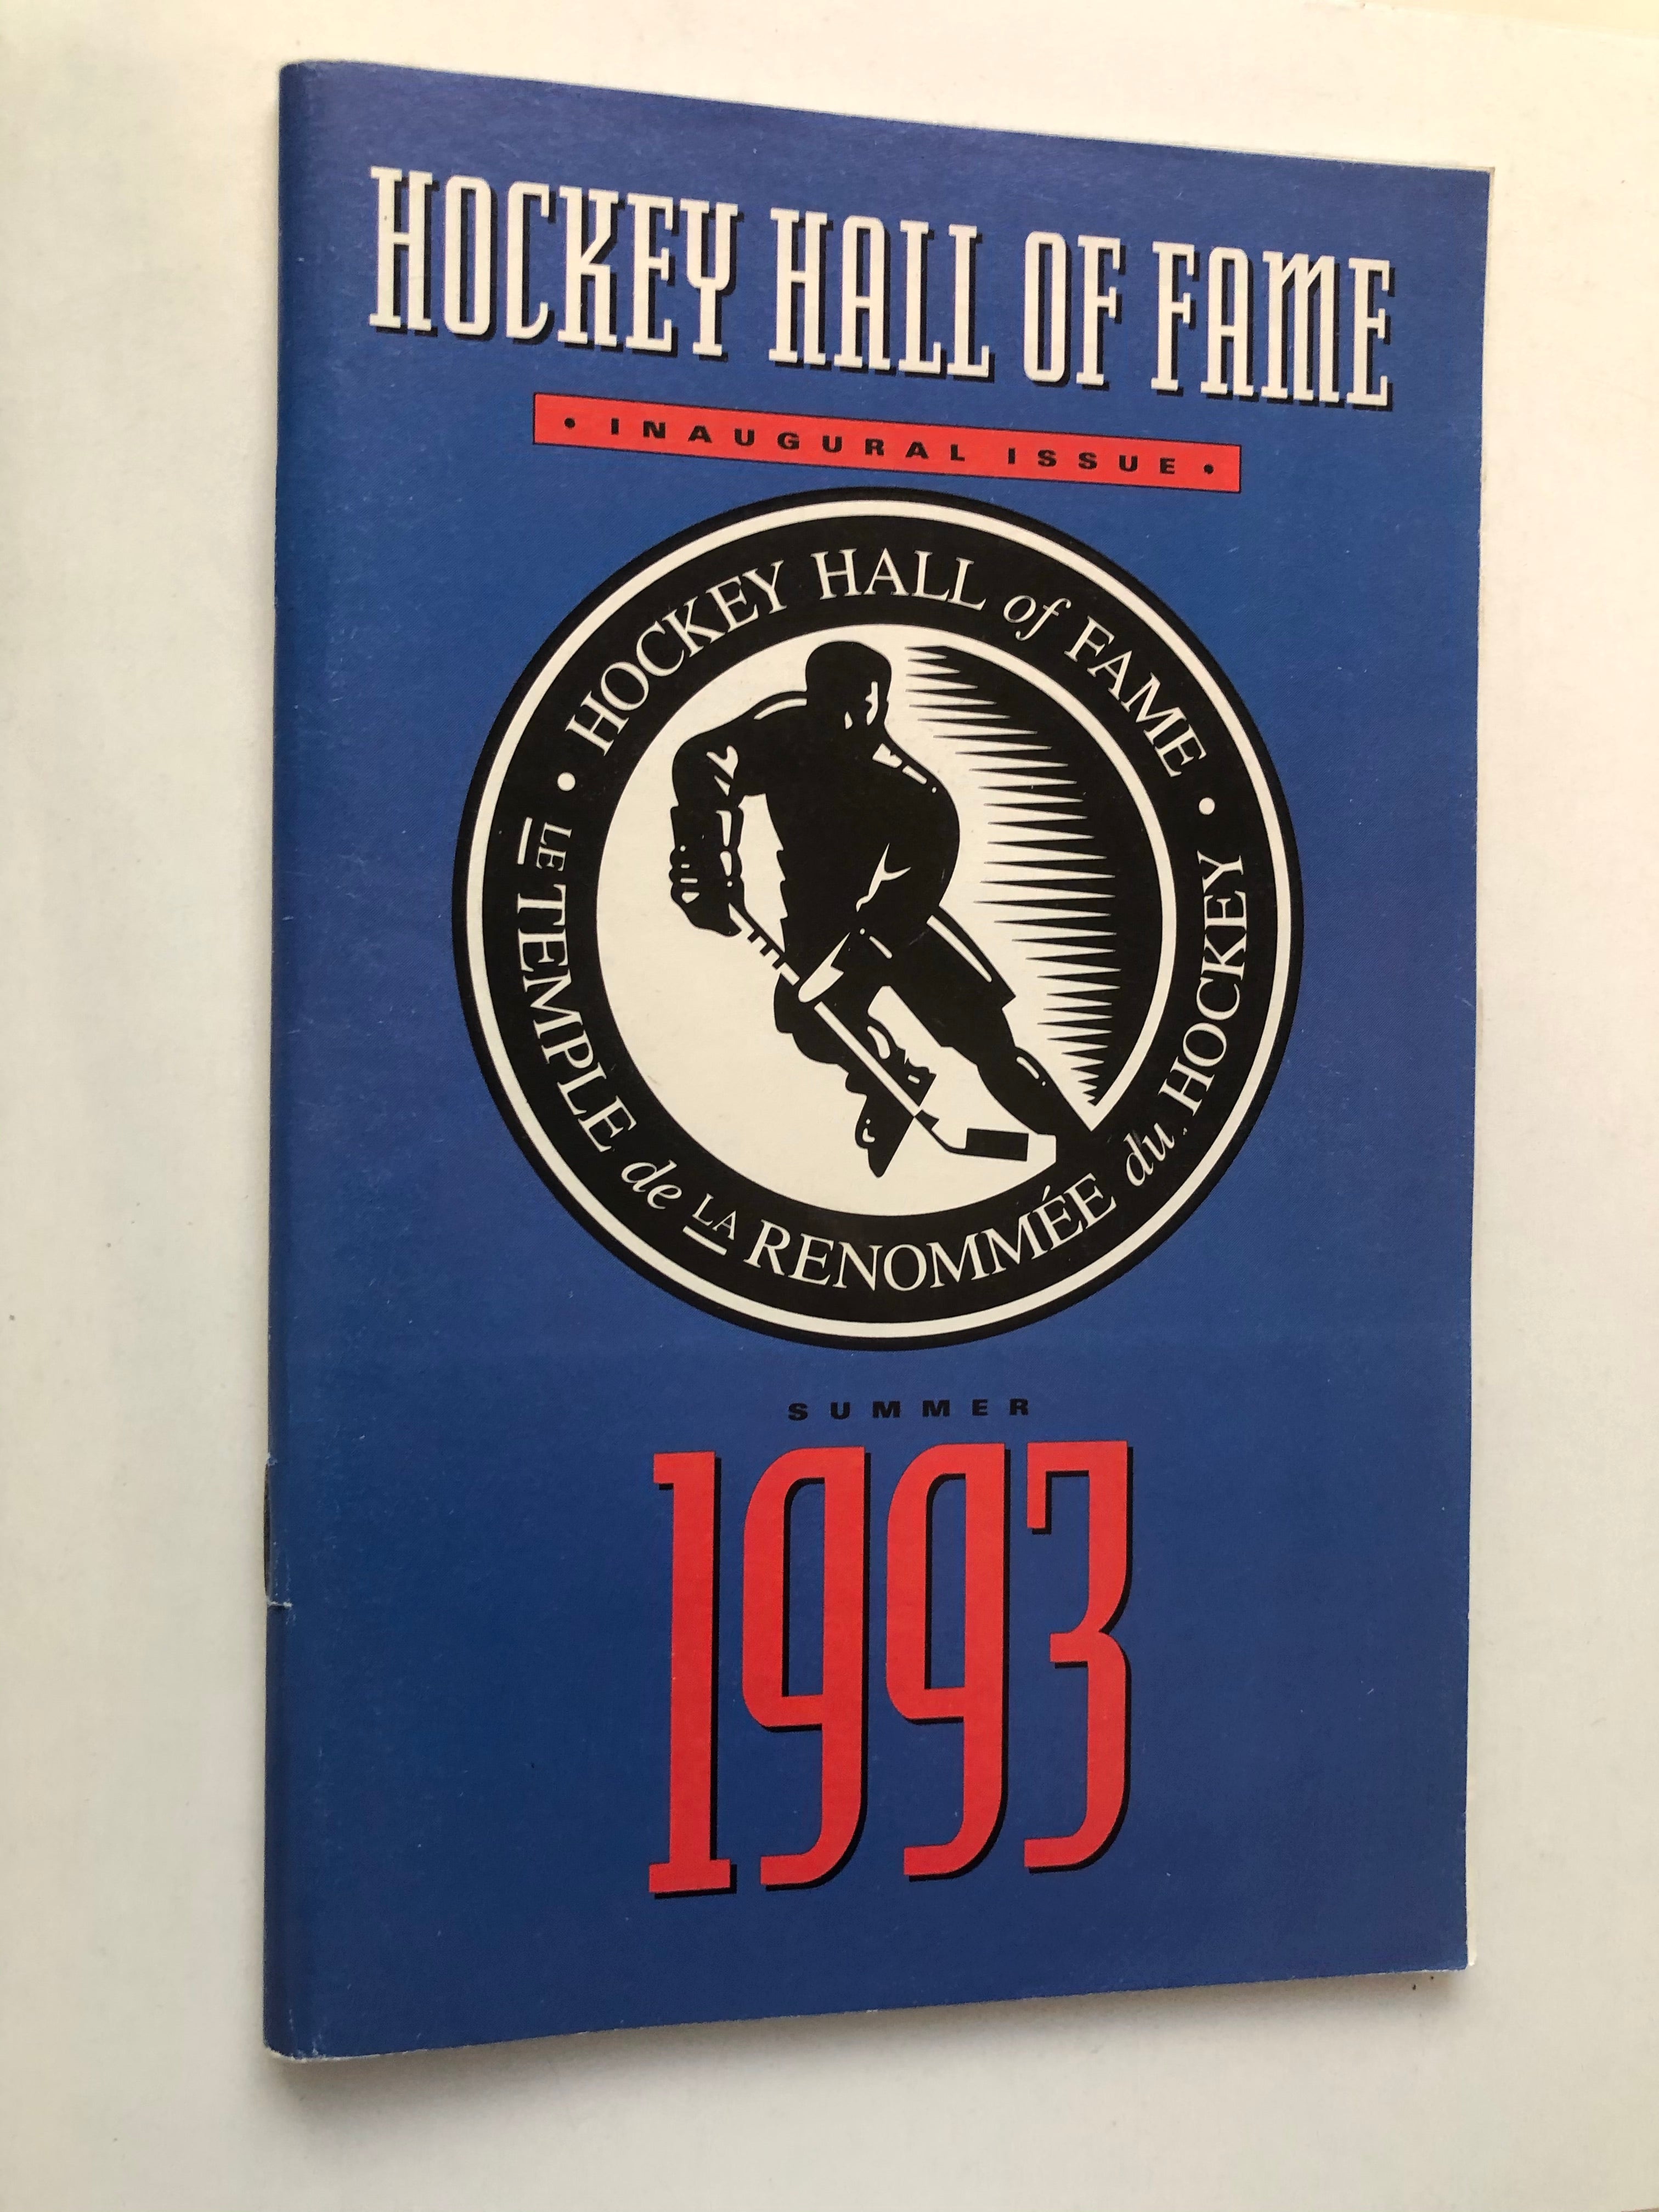 HOCKEY HALL OF FAME
• INAUGURAL ISSUE •
• HOCKEY HALL of FAME •
LE TEMPLE de LA RENOMMÉE du HOCKEY
SUMMER
1993